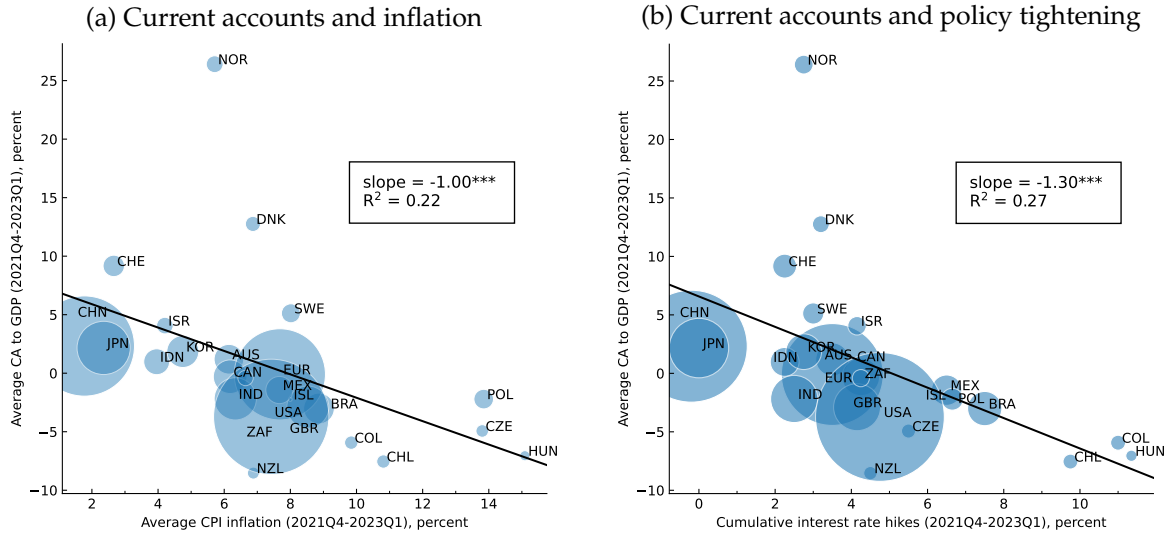 (a) Current accounts and inflation
Average CA to GDP (2021Q4-2023Q1), percent
25
20
15
10
5
0
−5
−10
NOR
slope = -1.00***
R² = 0.22
DNK
CHE
CHN
ISR
SWE
JPN
IDN
KOR
AUS
CAN
EUR
MEX
IND
ISL
USA
BRA
ZAF
GBR
POL
CZE
COL
CHL
HUN
NZL
2
4
6
8
10
12
14
Average CPI inflation (2021Q4-2023Q1), percent
(b) Current accounts and policy tightening
Average CA to GDP (2021Q4-2023Q1), percent
25
20
15
10
5
0
−5
−10
NOR
slope = -1.30***
R² = 0.27
DNK
CHE
CHN
SWE
ISR
JPN
KOR
IDN
AUS
CAN
EUR
ZAF
IND
GBR
MEX
ISL
POL
BRA
USA
CZE
COL
CHL
HUN
NZL
0
2
4
6
8
10
Cumulative interest rate hikes (2021Q4-2023Q1), percent